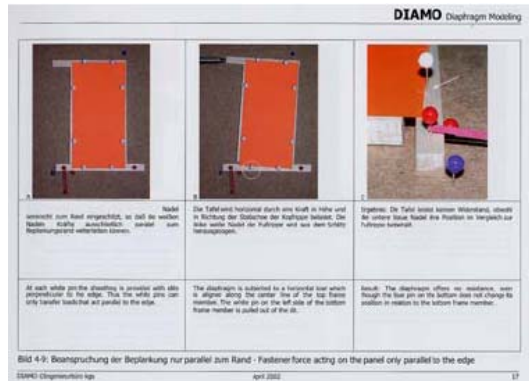 DIAMO Diaphragm Modeling
A
B
C
Nadel
senkrecht zum Rand eingeschlitzt, so daß die weißen
Nadeln Kräfte ausschließlich parallel zum
Beplankungsrand weiterleiten können.
Die Tafel wird horizontal durch eine Kraft in Höhe und
in Richtung der Stabachse der Kopfrippe belastet. Die
linke weiße Nadel der Fußrippe wird aus dem Schlitz
herausgezogen.
Ergebnis: Die Tafel leistet keinen Widerstand, obwohl
die untere blaue Nadel ihre Position im Vergleich zur
Fußrippe beibehält.
At each white pin the sheathing is provided with slits
perpendicular to the edge. Thus the white pins can
only transfer loads that act parallel to the edge.
The diaphragm is subjected to a horizontal load which
is aligned along the center line of the top frame
member. The white pin on the left side of the bottom
frame member is pulled out of the slit.
Result: The diaphragm offers no resistance, even
though the blue pin on the bottom does not change its
position in relation to the bottom frame member.
Bild 4-9: Beanspruchung der Beplankung nur parallel zum Rand - Fastener force acting on the panel only parallel to the edge
DIAMO ©Ingenieurbüro kgs
April 2002
17